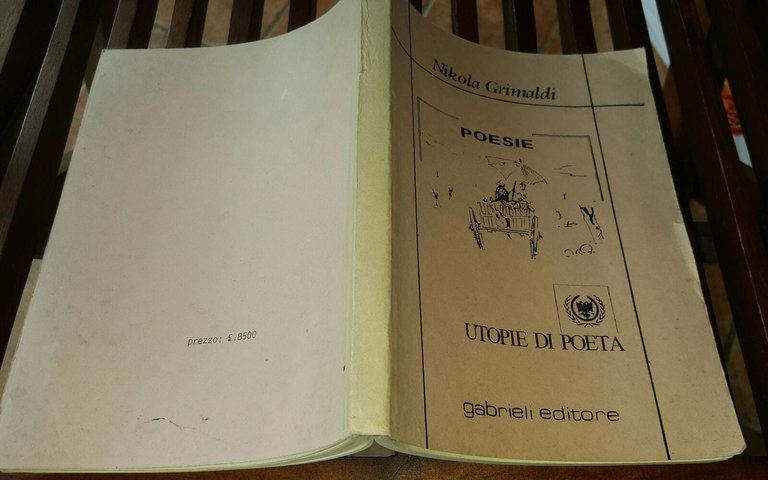 Nikola Grimaldi
POESIE
UTOPIE DI POETA
gabrieli editore
prezzo: £.8500